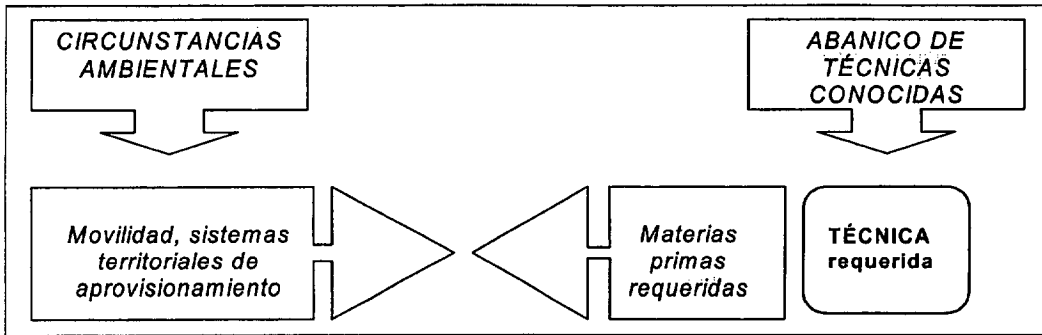 CIRCUNSTANCIAS
AMBIENTALES
ABANICO DE
TÉCNICAS
CONOCIDAS
Movilidad, sistemas
territoriales de
aprovisionamiento
Materias
primas
requeridas
TÉCNICA
requerida